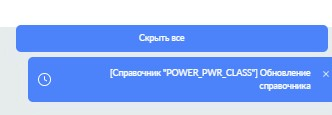 Скрыть все
[Справочник "POWER_PWR_CLASS"] Обновление
справочника